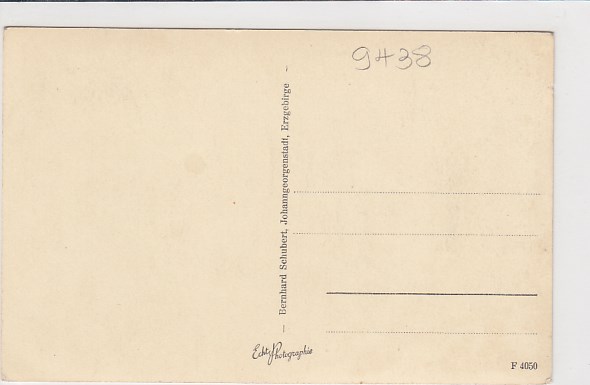 9438
– Bernhard Schubert, Johanngeorgenstadt, Erzgebirge –
Echte Photographie
F 4050